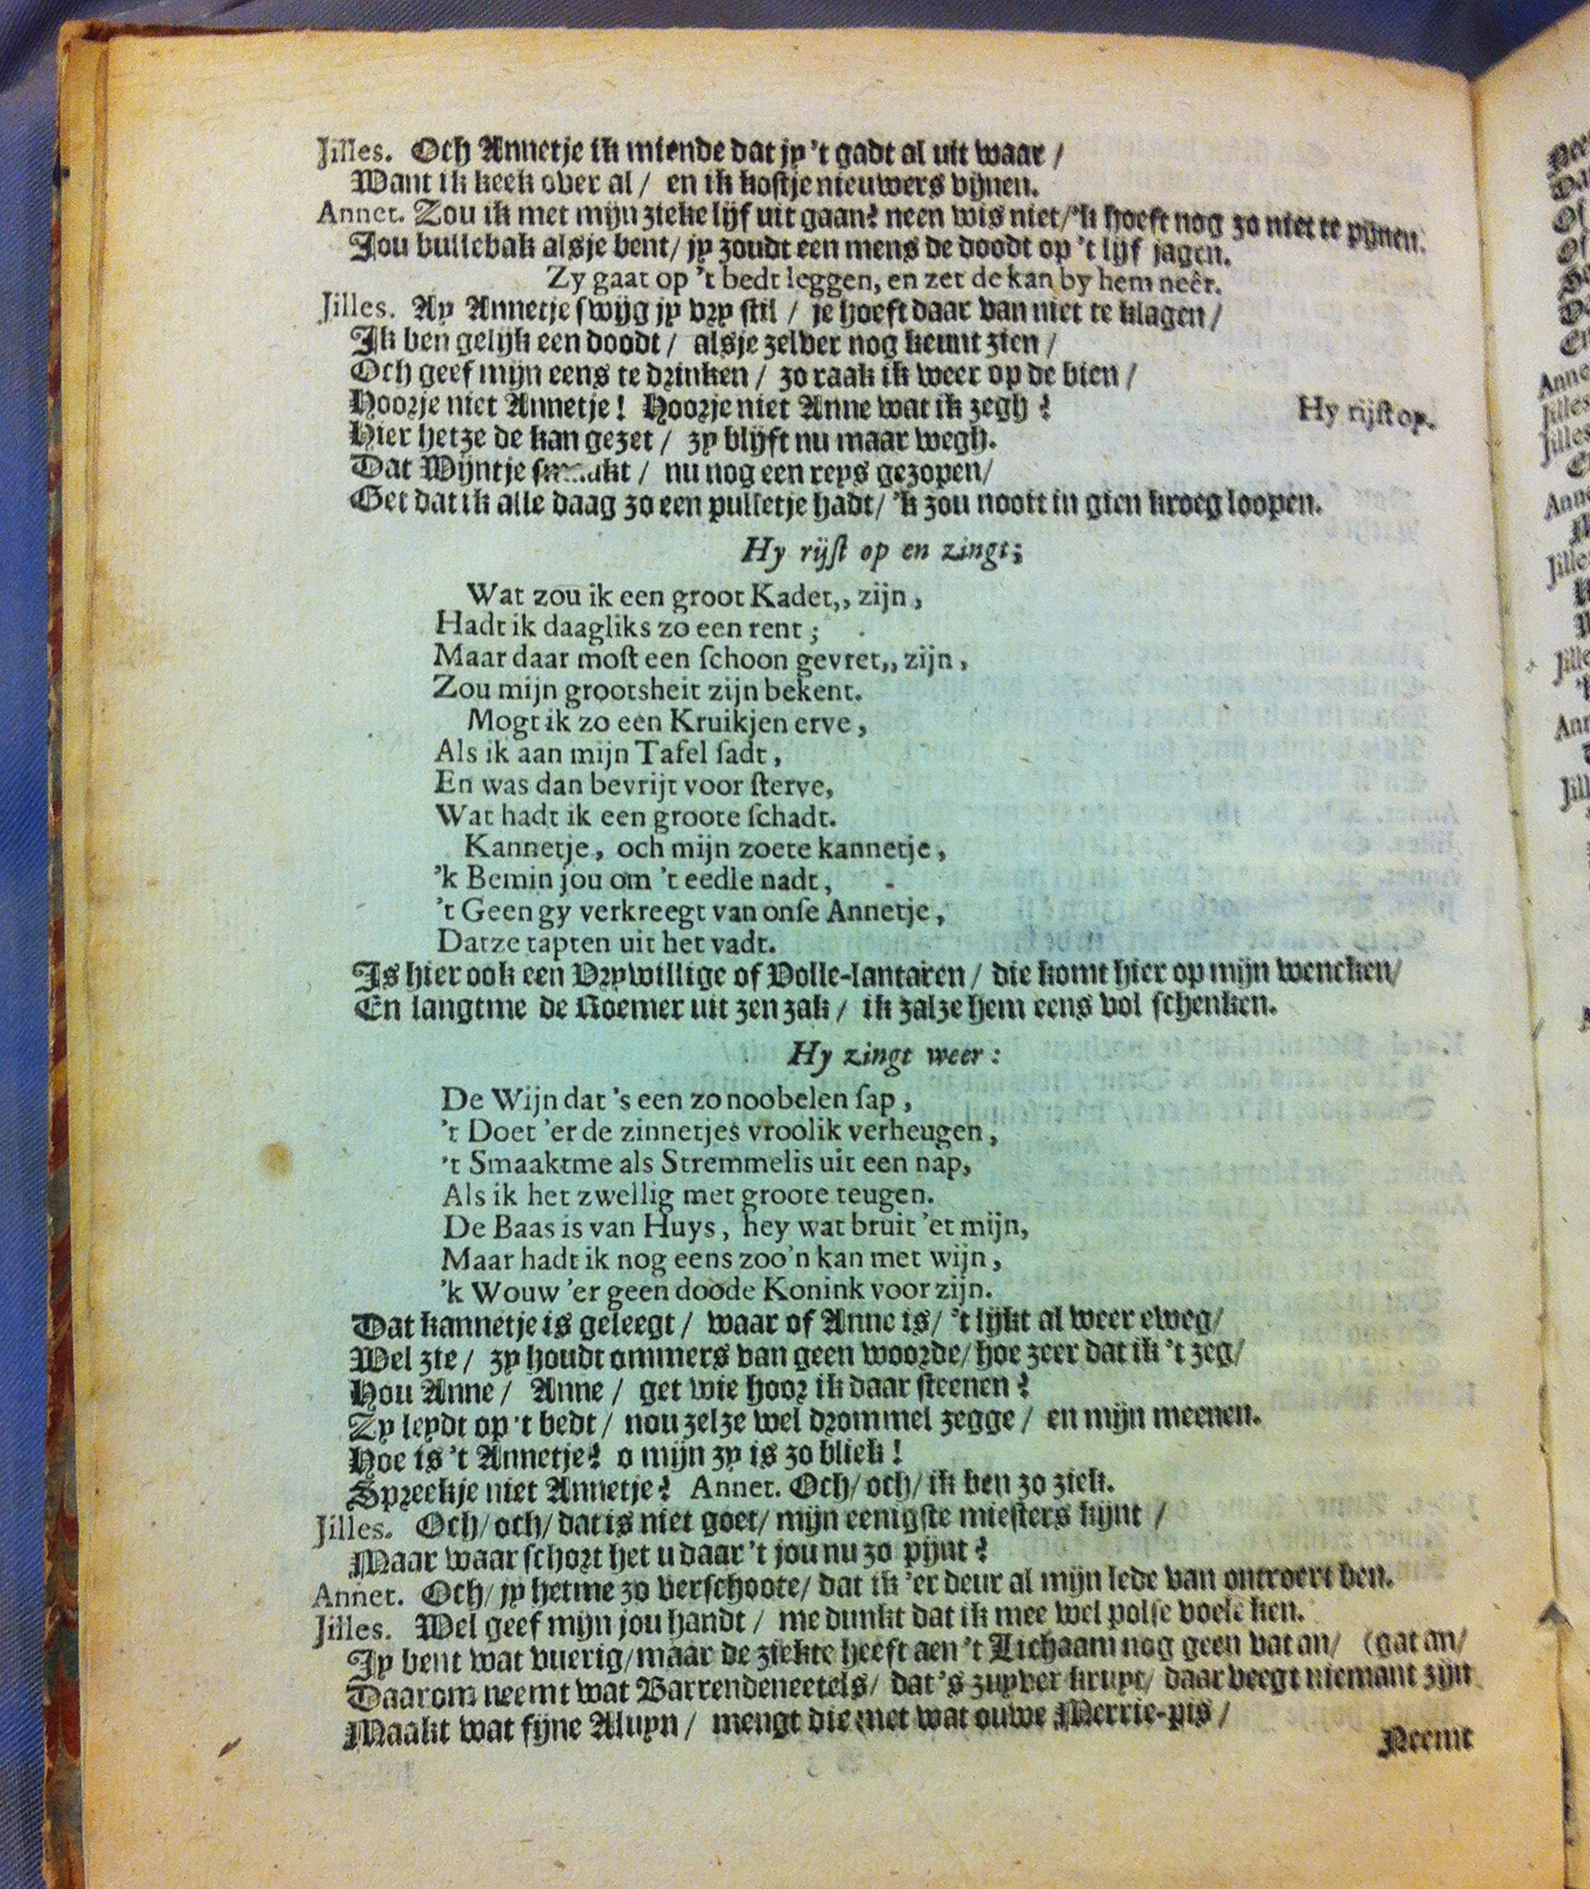 Jilles. Och Annetje ik miende dat jy 't gadt al uit waar /
Want ik keek over al / en ik kostje nieuwers vijnen.
Annet. Zou ik met mijn zieke lijf uit gaan? neen wis niet / 'k hoeft nog zo niet te pijnen.
Jou bullebak alsje bent / jy zoudt een mens de doodt op 't lijf jagen.
Zy gaat op 't bedt leggen, en zet de kan by hem neêr.
Jilles. Ay Annetje swijg jy vry stil / je hoeft daar van niet te klagen /
Ik ben gelijk een doodt / alsje zelver nog kennt zien /
Och geef mijn eens te drinken / zo raak ik weer op de bien /
Hoorje niet Annetje! Hoorje niet Anne wat ik zegh? Hy rijst op.
Hier hetze de kan gezet / zy blijft nu maar wegh.
Dat Wijntje / nu nog een reys gezopen /
Get dat ik alle daag zo een pulletje hadt / 'k zou nooit in gien kroeg loopen.
Hy rijſt op en zingt;
Wat zou ik een groot Kadet,, zijn,
Hadt ik daagliks zo een rent;
Maar daar moſt een ſchoon gevret,, zijn,
Zou mijn grootsheit zijn bekent.
Mogt ik zo een Kruikjen erve,
Als ik aan mijn Tafel ſadt,
En was dan bevrijt voor ſterve,
Wat hadt ik een groote ſchadt.
Kannetje, och mijn zoete kannetje,
'k Bemin jou om 't eedle nadt,
't Geen gy verkreegt van onſe Annetje,
Datze tapten uit het vadt.
Is hier ook een Vrywillige of Volle-lantaren / die komt hier op mijn wencken /
En langtme de Roemer uit zen zak / ik zalze hem eens vol schenken.
Hy zingt weer:
De Wijn dat 's een zo noobelen ſap,
't Doet 'er de zinnetjes vroolik verheugen,
't Smaaktme als Stremmelis uit een nap,
Als ik het zwellig met groote teugen.
De Baas is van Huys, hey wat bruit 'et mijn,
Maar hadt ik nog eens zoo'n kan met wijn,
'k Wouw 'er geen doode Konink voor zijn.
Dat kannetje is geleegt / waar of Anne is / 't lijkt al weer eweg /
Wel zie / zy houdt ommers van geen woorde / hoe zeer dat ik 't zeg /
Hou Anne / Anne / get wie hoor ik daar steenen?
Zy leydt op 't bedt / nou zelze wel drommel zegge / en mijn meenen.
Hoe is 't Annetje? o mijn zy is zo bliek!
Spreekje niet Annetje? Annet. Och / och / ik ben zo ziek.
Jilles. Och / och / dat is niet goet / mijn eenigste miesters kijnt /
Maar waar schort het u daar 't jou nu zo pijnt?
Annet. Och / jy hetme zo verschoote / dat ik 'er deur al mijn lede van ontroert ben.
Jilles. Wel geef mijn jou handt / me dunkt dat ik mee wel polse voele ken.
Jy bent wat vuerig / maar de ziekte heeft aen 't Lichaam nog geen vat an / (gat an /
Daarom neemt wat Barrendeneetels / dat 's zuyver kruyt / daar veegt niemant zijn
Maakt wat fijne Aluyn / mengt die met wat ouwe Merrie-pis /
Neemt